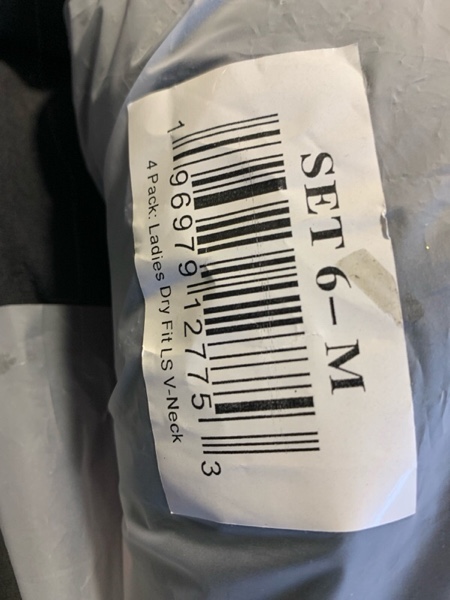 SET 6- M
1 96979 12775 3
4 Pack: Ladies Dry Fit LS V-Neck